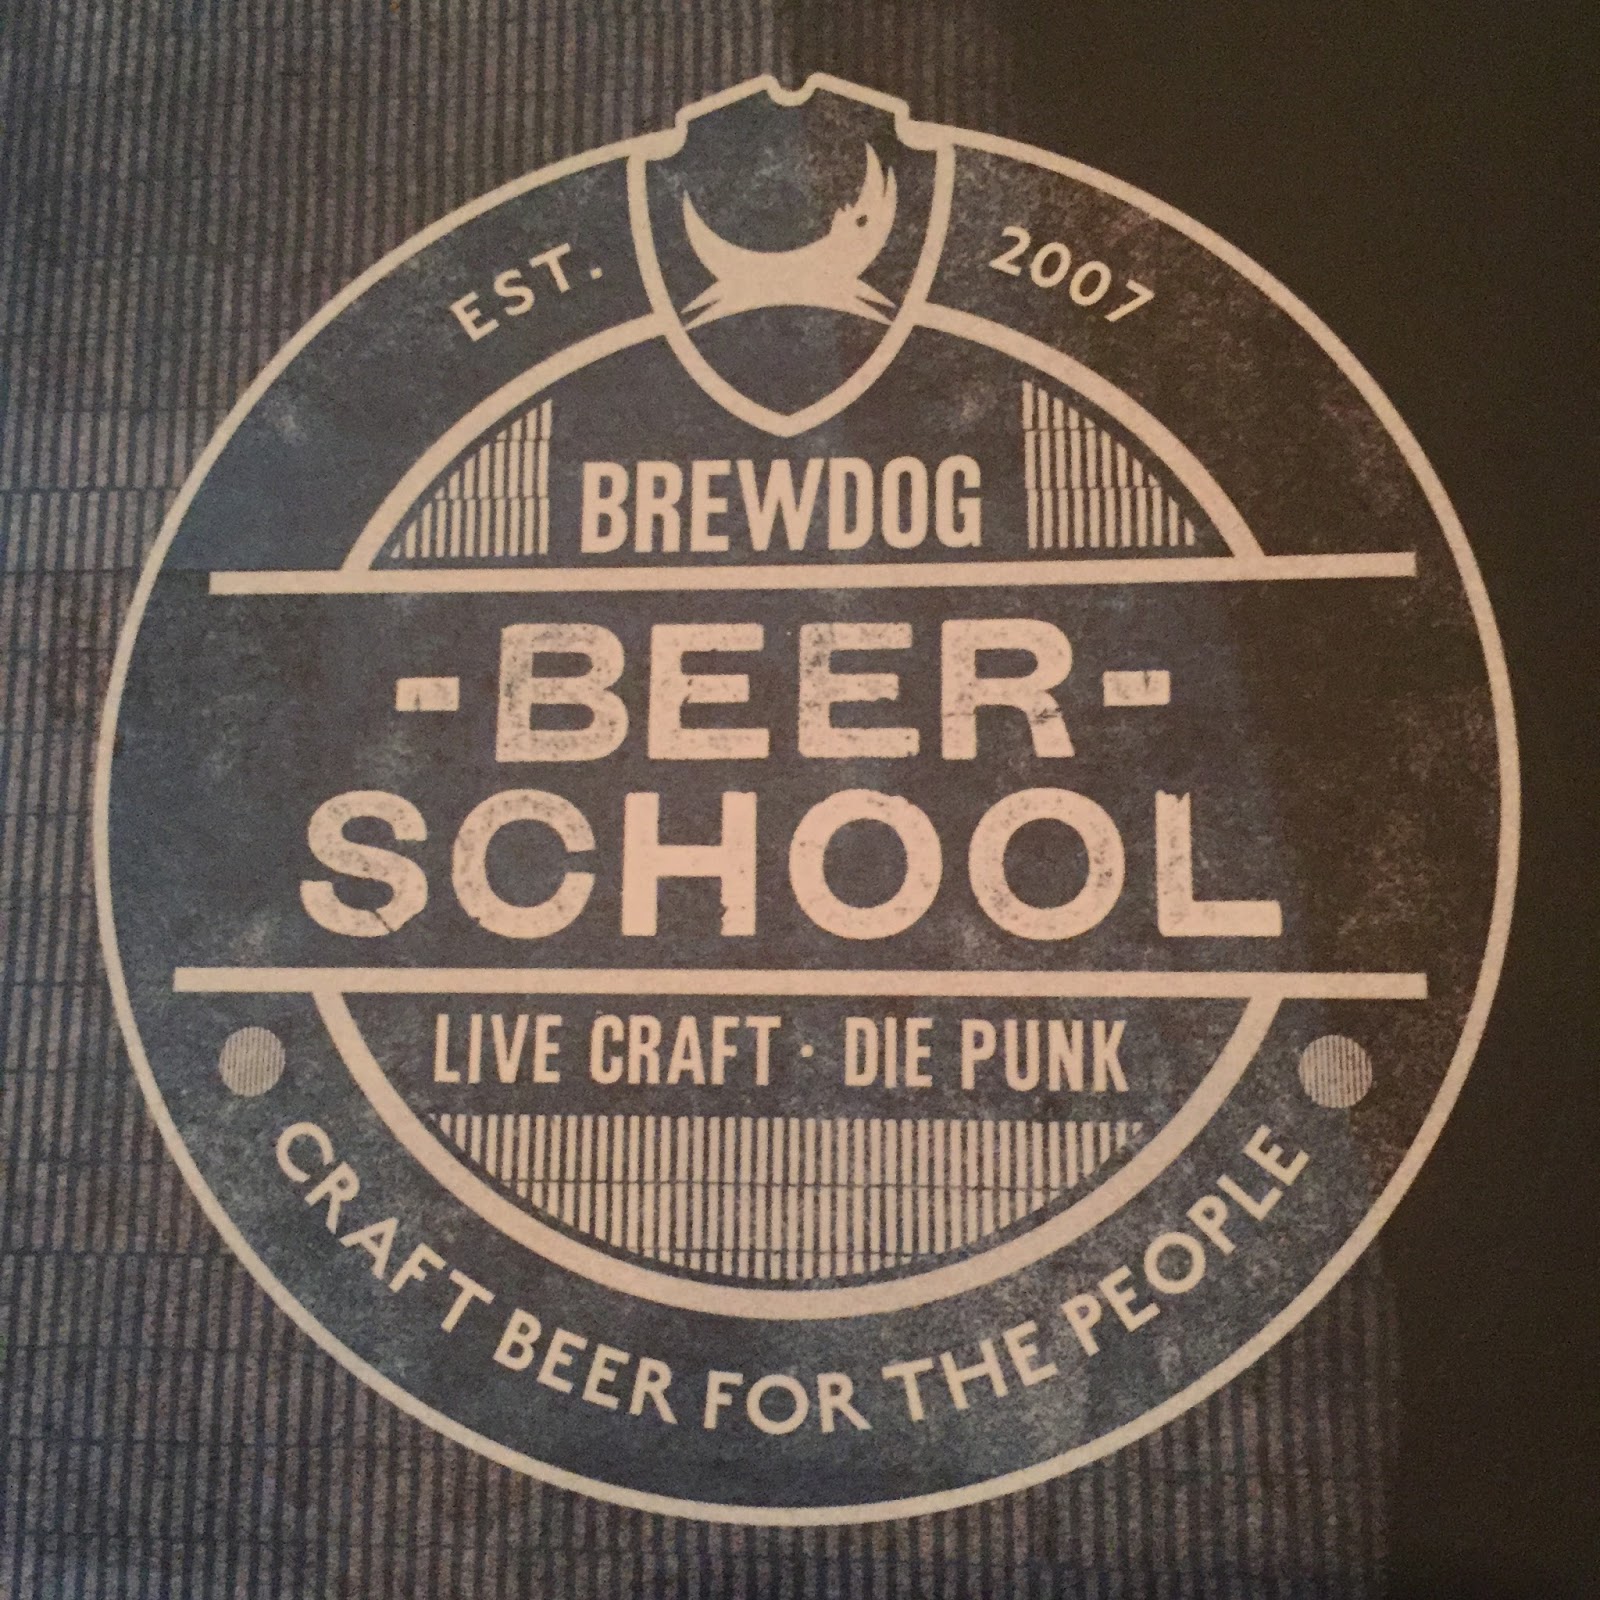 EST. 2007
BREWDOG
-BEER-
SCHOOL
LIVE CRAFT · DIE PUNK
CRAFT BEER FOR THE PEOPLE